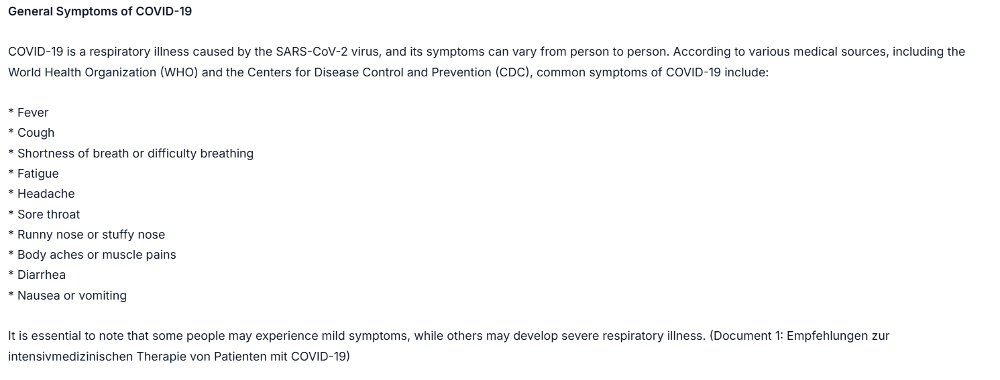 General Symptoms of COVID-19
COVID-19 is a respiratory illness caused by the SARS-CoV-2 virus, and its symptoms can vary from person to person. According to various medical sources, including the
World Health Organization (WHO) and the Centers for Disease Control and Prevention (CDC), common symptoms of COVID-19 include:
* Fever
* Cough
* Shortness of breath or difficulty breathing
* Fatigue
* Headache
* Sore throat
* Runny nose or stuffy nose
* Body aches or muscle pains
* Diarrhea
* Nausea or vomiting
It is essential to note that some people may experience mild symptoms, while others may develop severe respiratory illness. (Document 1: Empfehlungen zur
intensivmedizinischen Therapie von Patienten mit COVID-19)